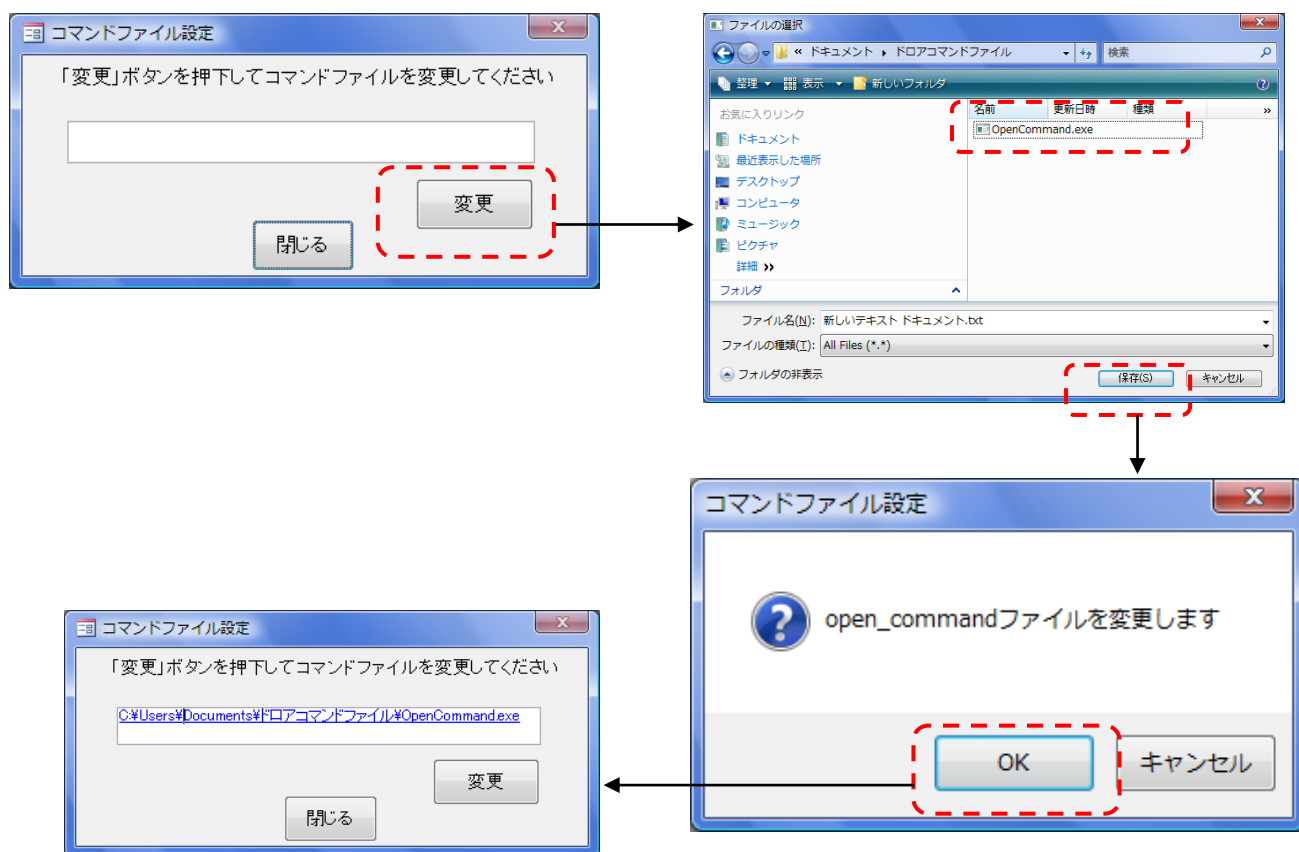 コマンドファイル設定
「変更」ボタンを押下してコマンドファイルを変更してください
変更
閉じる
ファイルの選択
« ドキュメント ▸ ドロアコマンドファイル
検索
整理 表示 新しいフォルダ
お気に入りリンク
ドキュメント
最近表示した場所
デスクトップ
コンピュータ
ミュージック
ピクチャ
詳細 »
フォルダ
名前 更新日時 種類 »
OpenCommand.exe
ファイル名(N): 新しいテキスト ドキュメント.txt
ファイルの種類(T): All Files (*.*)
フォルダの非表示
保存(S) キャンセル
コマンドファイル設定
open_commandファイルを変更します
OK キャンセル
コマンドファイル設定
「変更」ボタンを押下してコマンドファイルを変更してください
C:¥Users¥Documents¥ドロアコマンドファイル¥OpenCommand.exe
変更
閉じる